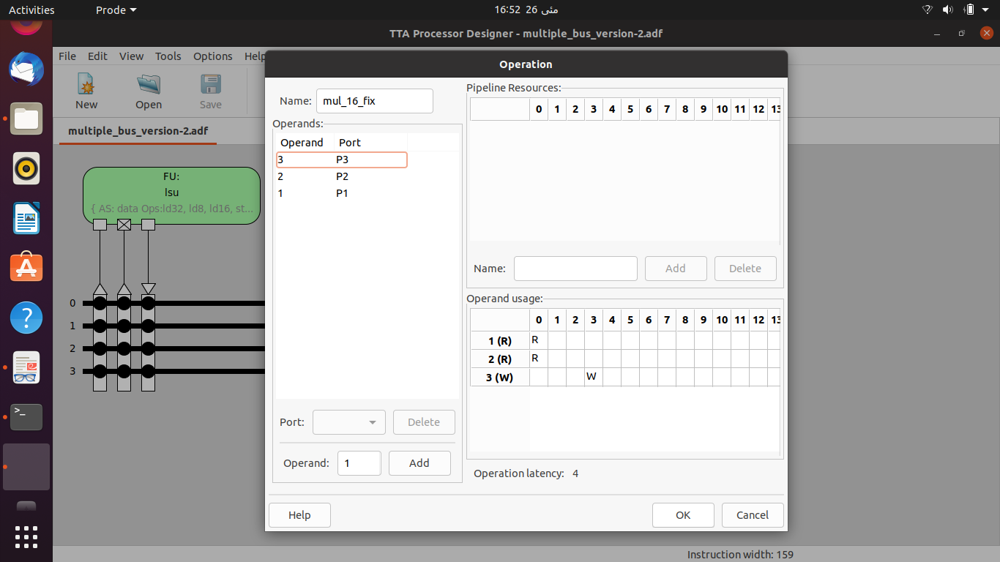 Activities
Prode
16:52 26 مئی
TTA Processor Designer - multiple_bus_version-2.adf
File Edit View Tools Options Help
New Open Save
multiple_bus_version-2.adf
FU:
lsu
{ AS: data Ops:ld32, ld8, ld16, st...
0
1
2
3
Operation
Name: mul_16_fix
Operands:
Operand Port
3 P3
2 P2
1 P1
Port: Delete
Operand: 1 Add
Pipeline Resources:
0 1 2 3 4 5 6 7 8 9 10 11 12 13
Name: Add Delete
Operand usage:
0 1 2 3 4 5 6 7 8 9 10 11 12 13
1 (R) R
2 (R) R
3 (W) W
Operation latency: 4
Help OK Cancel
Instruction width: 159